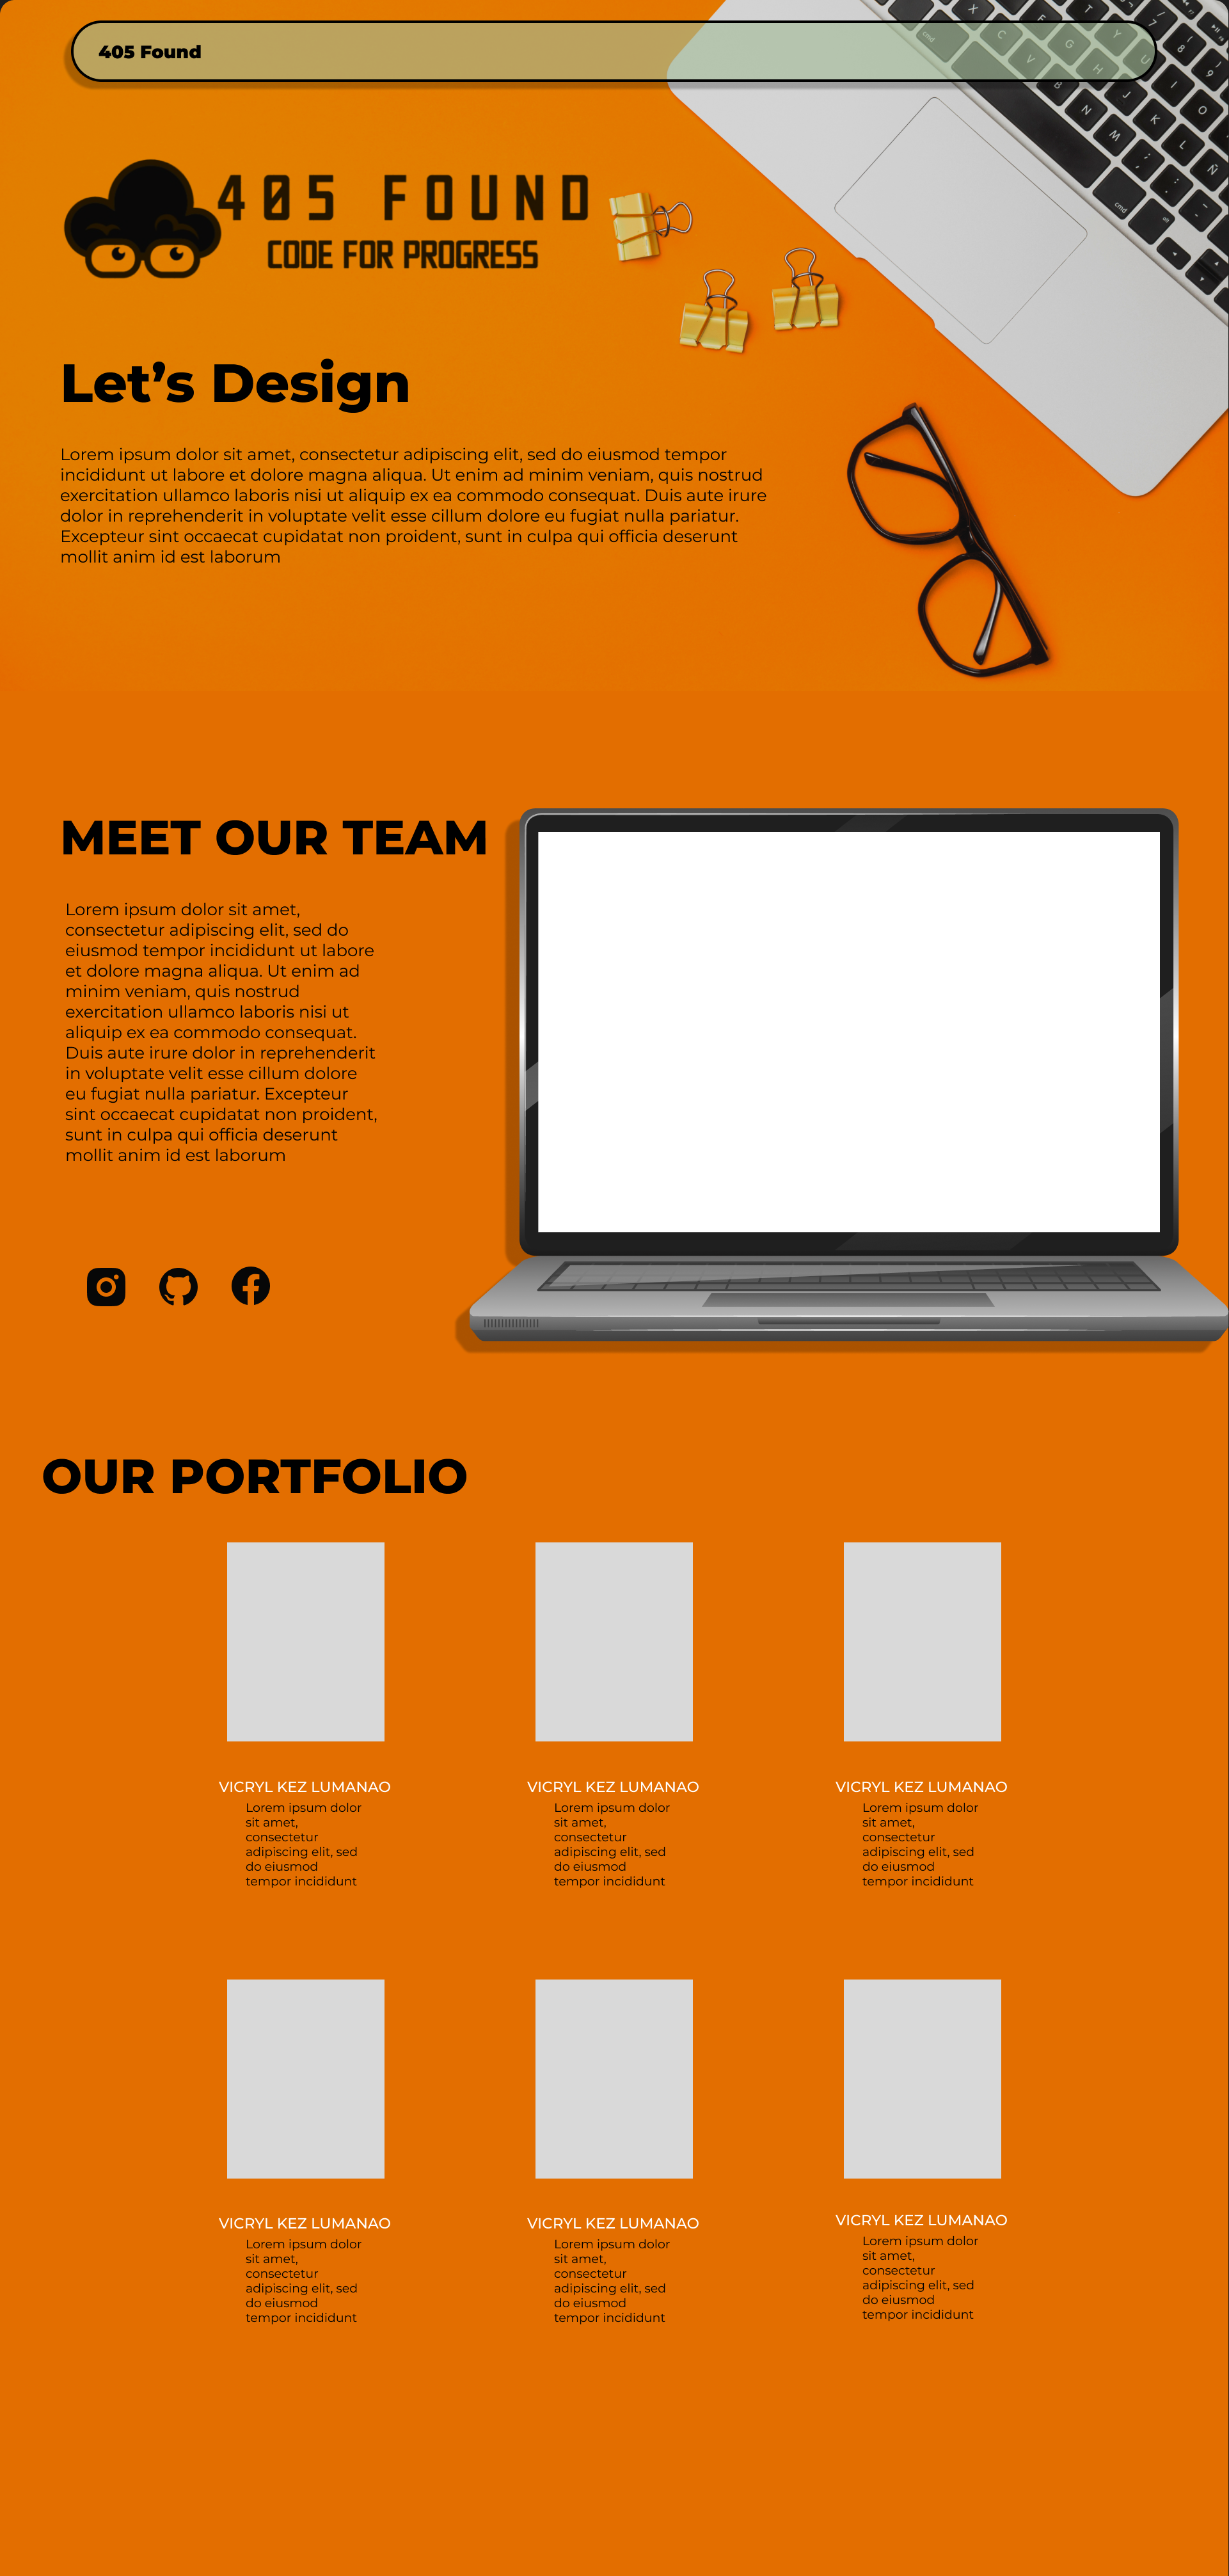 405 Found
405 FOUND
CODE FOR PROGRESS
Let’s Design
Lorem ipsum dolor sit amet, consectetur adipiscing elit, sed do eiusmod tempor
incididunt ut labore et dolore magna aliqua. Ut enim ad minim veniam, quis nostrud
exercitation ullamco laboris nisi ut aliquip ex ea commodo consequat. Duis aute irure
dolor in reprehenderit in voluptate velit esse cillum dolore eu fugiat nulla pariatur.
Excepteur sint occaecat cupidatat non proident, sunt in culpa qui officia deserunt
mollit anim id est laborum
MEET OUR TEAM
Lorem ipsum dolor sit amet,
consectetur adipiscing elit, sed do
eiusmod tempor incididunt ut labore
et dolore magna aliqua. Ut enim ad
minim veniam, quis nostrud
exercitation ullamco laboris nisi ut
aliquip ex ea commodo consequat.
Duis aute irure dolor in reprehenderit
in voluptate velit esse cillum dolore
eu fugiat nulla pariatur. Excepteur
sint occaecat cupidatat non proident,
sunt in culpa qui officia deserunt
mollit anim id est laborum
OUR PORTFOLIO
VICRYL KEZ LUMANAO
Lorem ipsum dolor
sit amet,
consectetur
adipiscing elit, sed
do eiusmod
tempor incididunt
VICRYL KEZ LUMANAO
Lorem ipsum dolor
sit amet,
consectetur
adipiscing elit, sed
do eiusmod
tempor incididunt
VICRYL KEZ LUMANAO
Lorem ipsum dolor
sit amet,
consectetur
adipiscing elit, sed
do eiusmod
tempor incididunt
VICRYL KEZ LUMANAO
Lorem ipsum dolor
sit amet,
consectetur
adipiscing elit, sed
do eiusmod
tempor incididunt
VICRYL KEZ LUMANAO
Lorem ipsum dolor
sit amet,
consectetur
adipiscing elit, sed
do eiusmod
tempor incididunt
VICRYL KEZ LUMANAO
Lorem ipsum dolor
sit amet,
consectetur
adipiscing elit, sed
do eiusmod
tempor incididunt